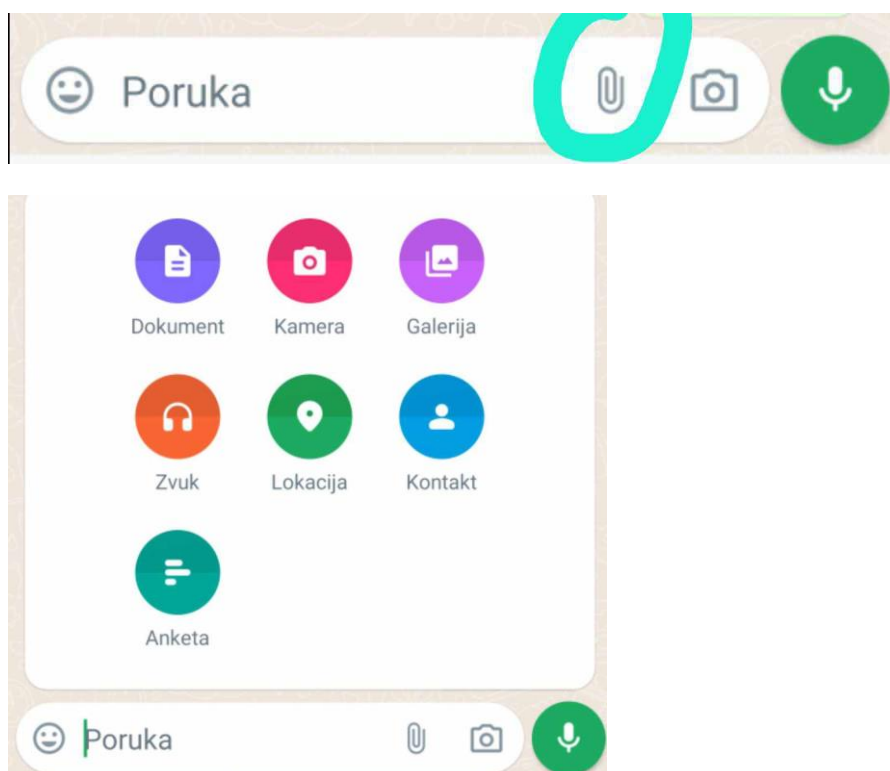 Poruka
Dokument Kamera Galerija
Zvuk Lokacija Kontakt
Anketa
Poruka